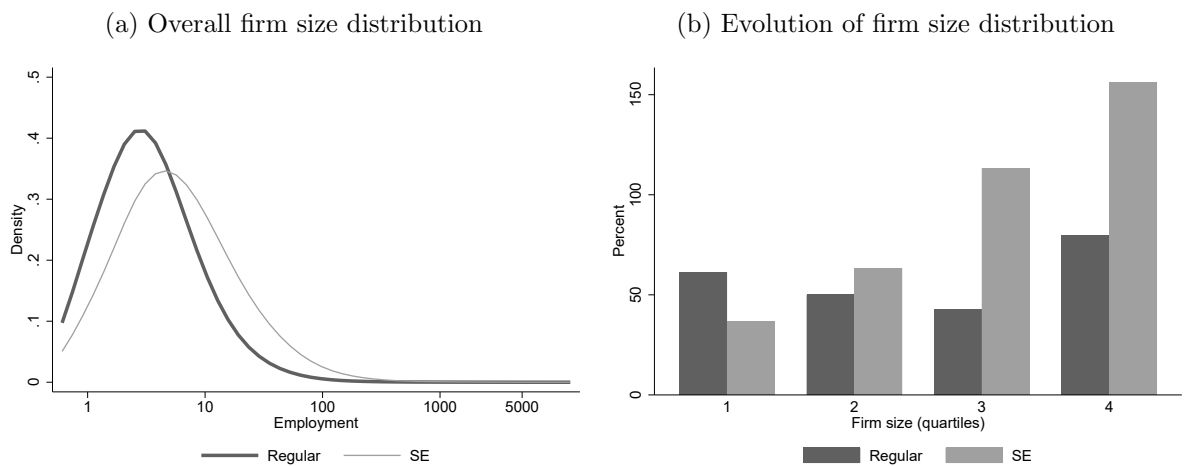 (a) Overall firm size distribution
Density
.5
.4
.3
.2
.1
0
1 10 100 1000 5000
Employment
Regular SE
(b) Evolution of firm size distribution
Percent
150
100
50
0
1 2 3 4
Firm size (quartiles)
Regular SE